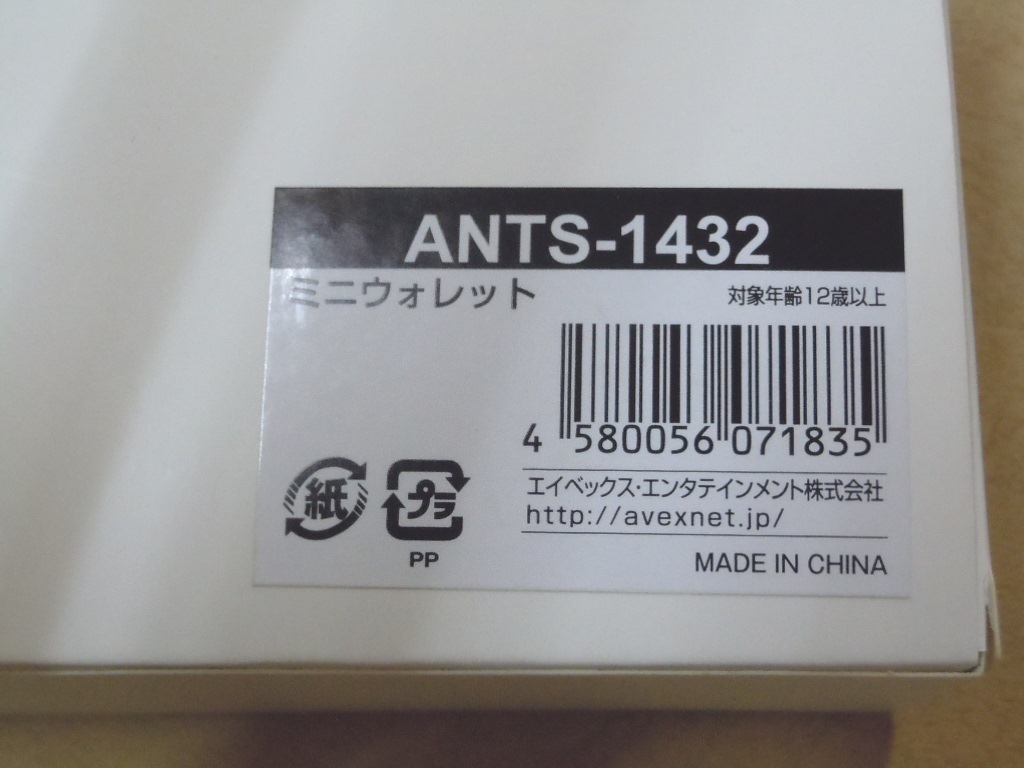 ANTS-1432
ミニウォレット 対象年齢12歳以上
4 580056 071835
紙 プラ
PP
エイベックス・エンタテインメント株式会社
http://avexnet.jp/
MADE IN CHINA